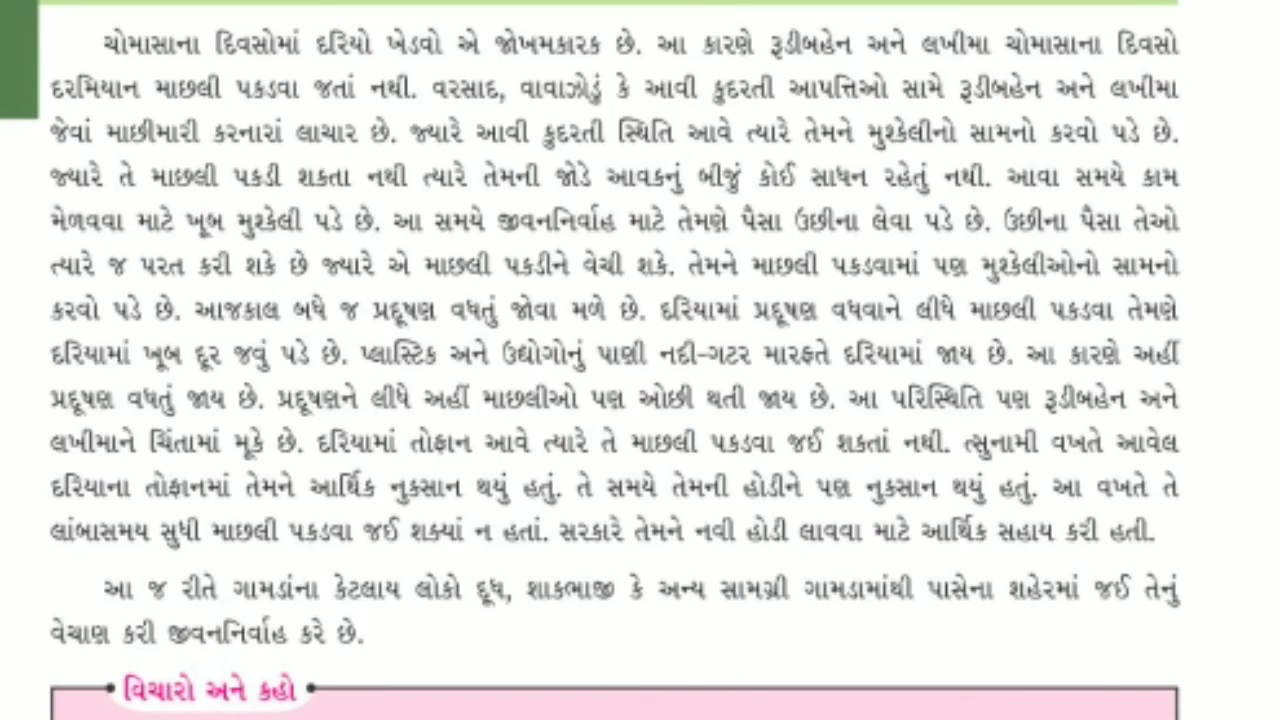 ચોમાસાના દિવસોમાં દરિયો ખેડવો એ જોખમકારક છે. આ કારણે રૂડીબહેન અને લખીમા ચોમાસાના દિવસો
દરમિયાન માછલી પકડવા જતાં નથી. વરસાદ, વાવાઝોડું કે આવી કુદરતી આપત્તિઓ સામે રૂડીબહેન અને લખીમા
જેવાં માછીમારી કરનારાં લાચાર છે. જ્યારે આવી કુદરતી સ્થિતિ આવે ત્યારે તેમને મુશ્કેલીનો સામનો કરવો પડે છે.
જ્યારે તે માછલી પકડી શકતા નથી ત્યારે તેમની જોડે આવકનું બીજું કોઈ સાધન રહેતું નથી. આવા સમયે કામ
મેળવવા માટે ખૂબ મુશ્કેલી પડે છે. આ સમયે જીવનનિર્વાહ માટે તેમણે પૈસા ઉછીના લેવા પડે છે. ઉછીના પૈસા તેઓ
ત્યારે જ પરત કરી શકે છે જ્યારે એ માછલી પકડીને વેચી શકે. તેમને માછલી પકડવામાં પણ મુશ્કેલીઓનો સામનો
કરવો પડે છે. આજકાલ બધે જ પ્રદૂષણ વધતું જોવા મળે છે. દરિયામાં પ્રદૂષણ વધવાને લીધે માછલી પકડવા તેમણે
દરિયામાં ખૂબ દૂર જવું પડે છે. પ્લાસ્ટિક અને ઉદ્યોગોનું પાણી નદી-ગટર મારફતે દરિયામાં જાય છે. આ કારણે અહીં
પ્રદૂષણ વધતું જાય છે. પ્રદૂષણને લીધે અહીં માછલીઓ પણ ઓછી થતી જાય છે. આ પરિસ્થિતિ પણ રૂડીબહેન અને
લખીમાને ચિંતામાં મૂકે છે. દરિયામાં તોફાન આવે ત્યારે તે માછલી પકડવા જઈ શકતાં નથી. ત્સુનામી વખતે આવેલ
દરિયાના તોફાનમાં તેમને આર્થિક નુકસાન થયું હતું. તે સમયે તેમની હોડીને પણ નુકસાન થયું હતું. આ વખતે તે
લાંબાસમય સુધી માછલી પકડવા જઈ શક્યાં ન હતાં. સરકારે તેમને નવી હોડી લાવવા માટે આર્થિક સહાય કરી હતી.
આ જ રીતે ગામડાંના કેટલાય લોકો દૂધ, શાકભાજી કે અન્ય સામગ્રી ગામડામાંથી પાસેના શહેરમાં જઈ તેનું
વેચાણ કરી જીવનનિર્વાહ કરે છે.
વિચારો અને કહો